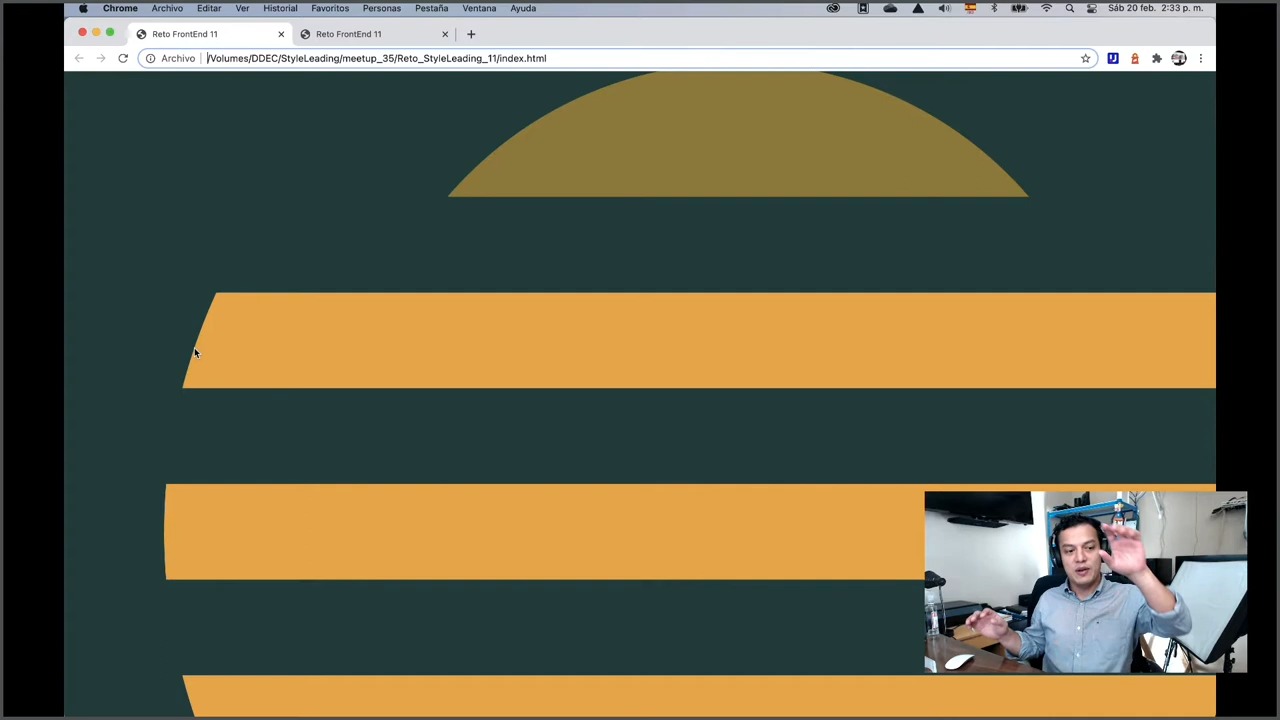 Chrome Archivo Editar Ver Historial Favoritos Personas Pestaña Ventana Ayuda Sáb 20 feb. 2:33 p. m.
Reto FrontEnd 11 Reto FrontEnd 11
Archivo /Volumes/DDEC/StyleLeading/meetup_35/Reto_StyleLeading_11/index.html